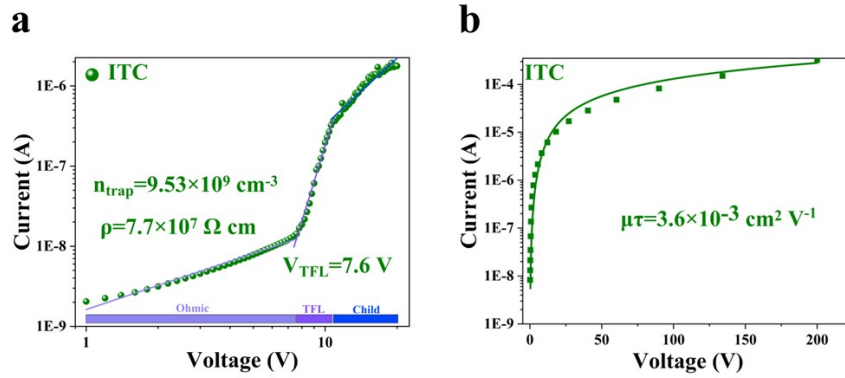 a
ITC
n_trap=9.53×10⁹ cm⁻³
ρ=7.7×10⁷ Ω cm
V_TFL=7.6 V
Ohmic TFL Child
1E-6
1E-7
1E-8
1E-9
1 10
Current (A)
Voltage (V)
b
ITC
μτ=3.6×10⁻³ cm² V⁻¹
1E-4
1E-5
1E-6
1E-7
1E-8
1E-9
0 50 100 150 200
Current (A)
Voltage (V)